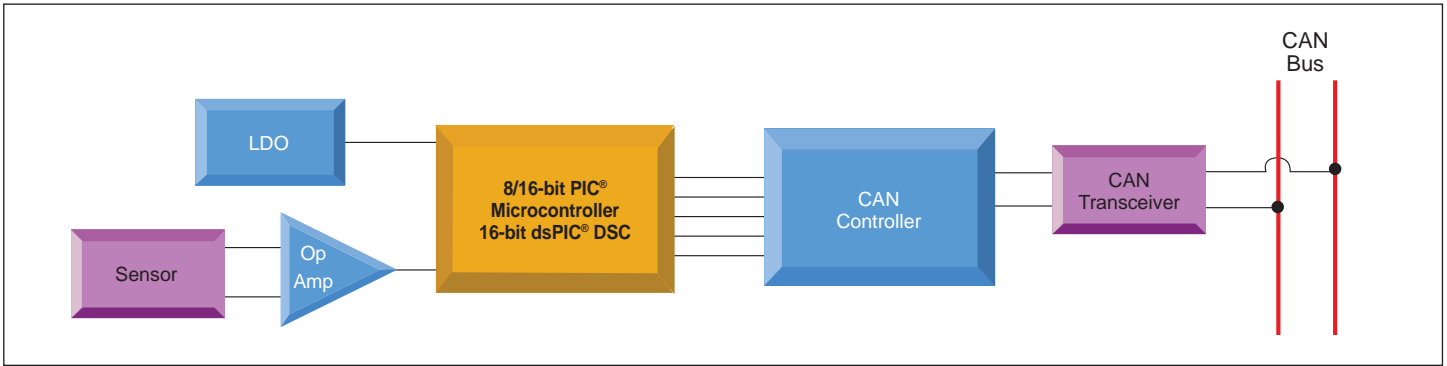 CAN
Bus
LDO
8/16-bit PIC®
Microcontroller
16-bit dsPIC® DSC
CAN
Controller
CAN
Transceiver
Sensor
Op
Amp